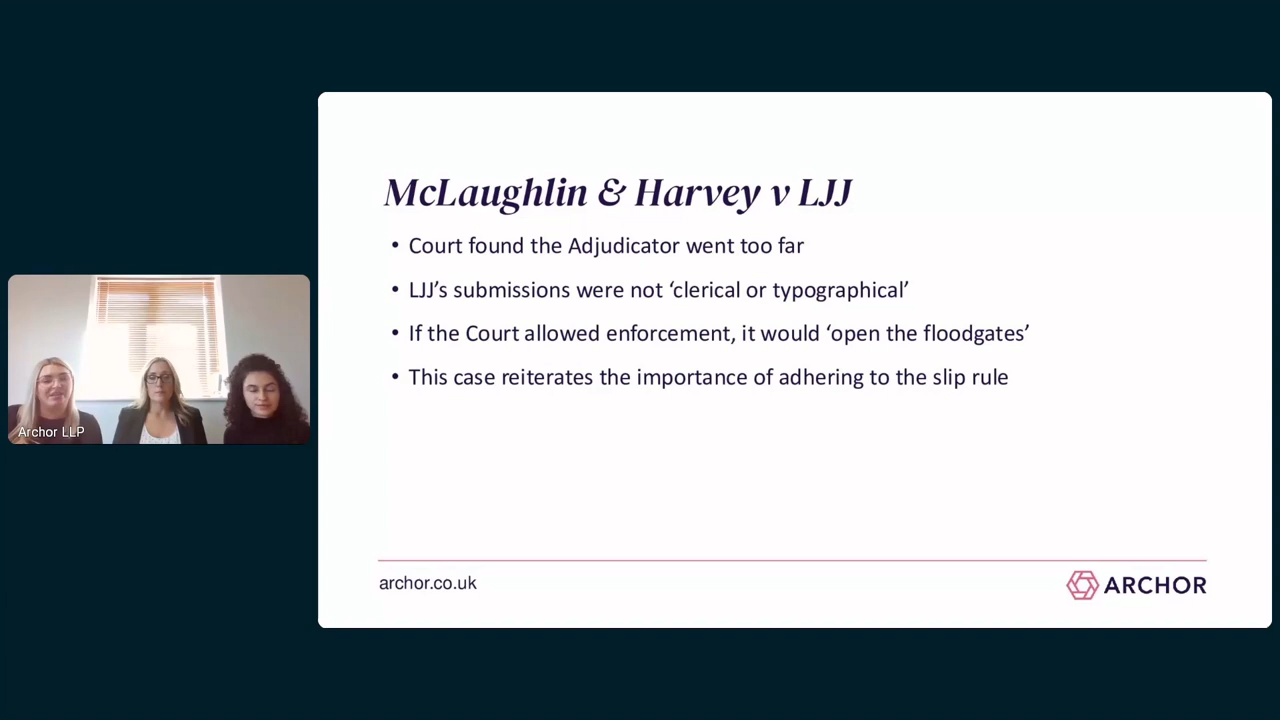 McLaughlin & Harvey v LJJ
• Court found the Adjudicator went too far
• LJJ’s submissions were not ‘clerical or typographical’
• If the Court allowed enforcement, it would ‘open the floodgates’
• This case reiterates the importance of adhering to the slip rule
Archor LLP
archor.co.uk
ARCHOR